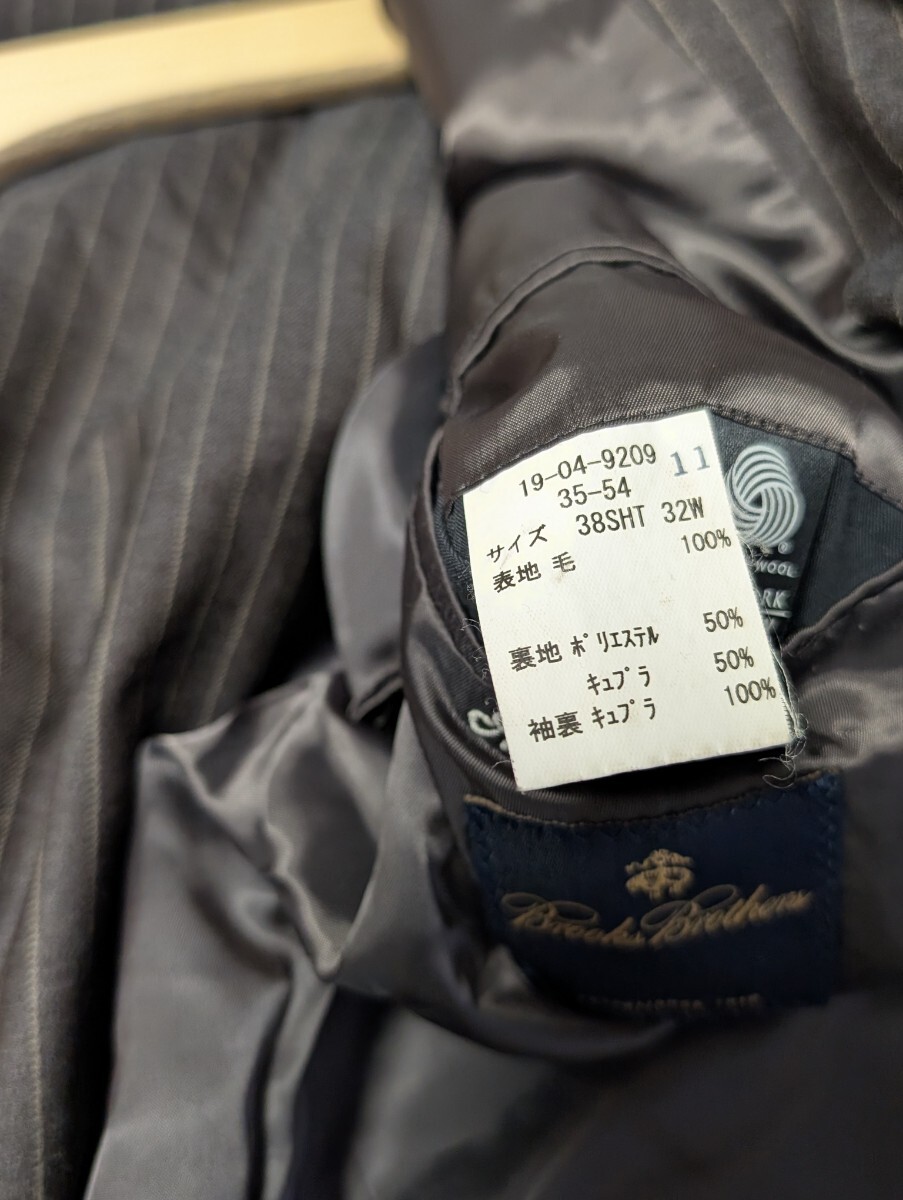 19-04-9209 11
35-54
サイズ 38SHT 32W
表地 毛 100%
裏地 ポリエステル 50%
キュプラ 50%
袖裏 キュプラ 100%
WOOL
Brooks Brothers